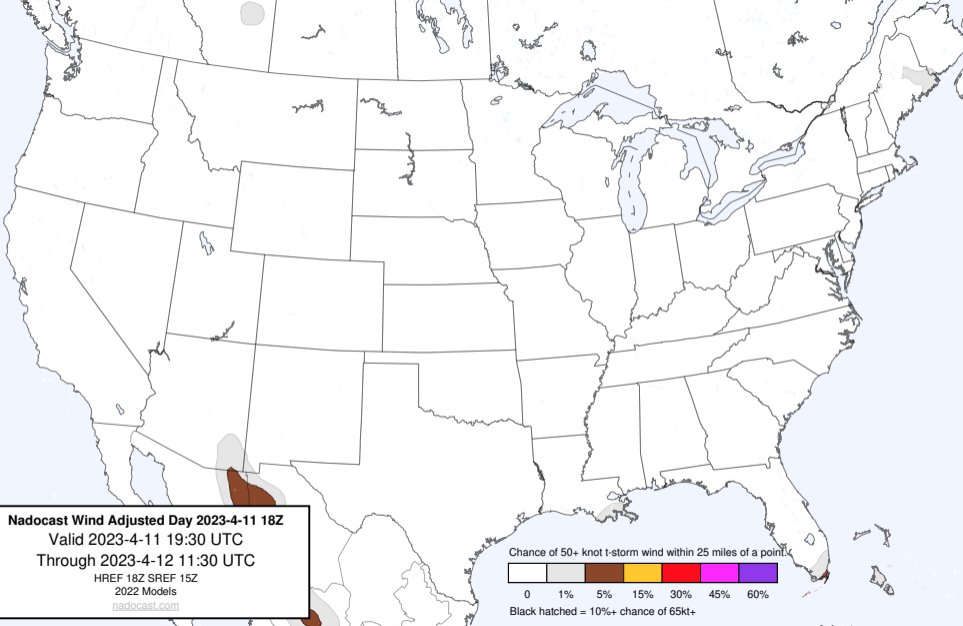 Nadocast Wind Adjusted Day 2023-4-11 18Z
Valid 2023-4-11 19:30 UTC
Through 2023-4-12 11:30 UTC
HREF 18Z SREF 15Z
2022 Models
nadocast.com
Chance of 50+ knot t-storm wind within 25 miles of a point.
0 1% 5% 15% 30% 45% 60%
Black hatched = 10%+ chance of 65kt+